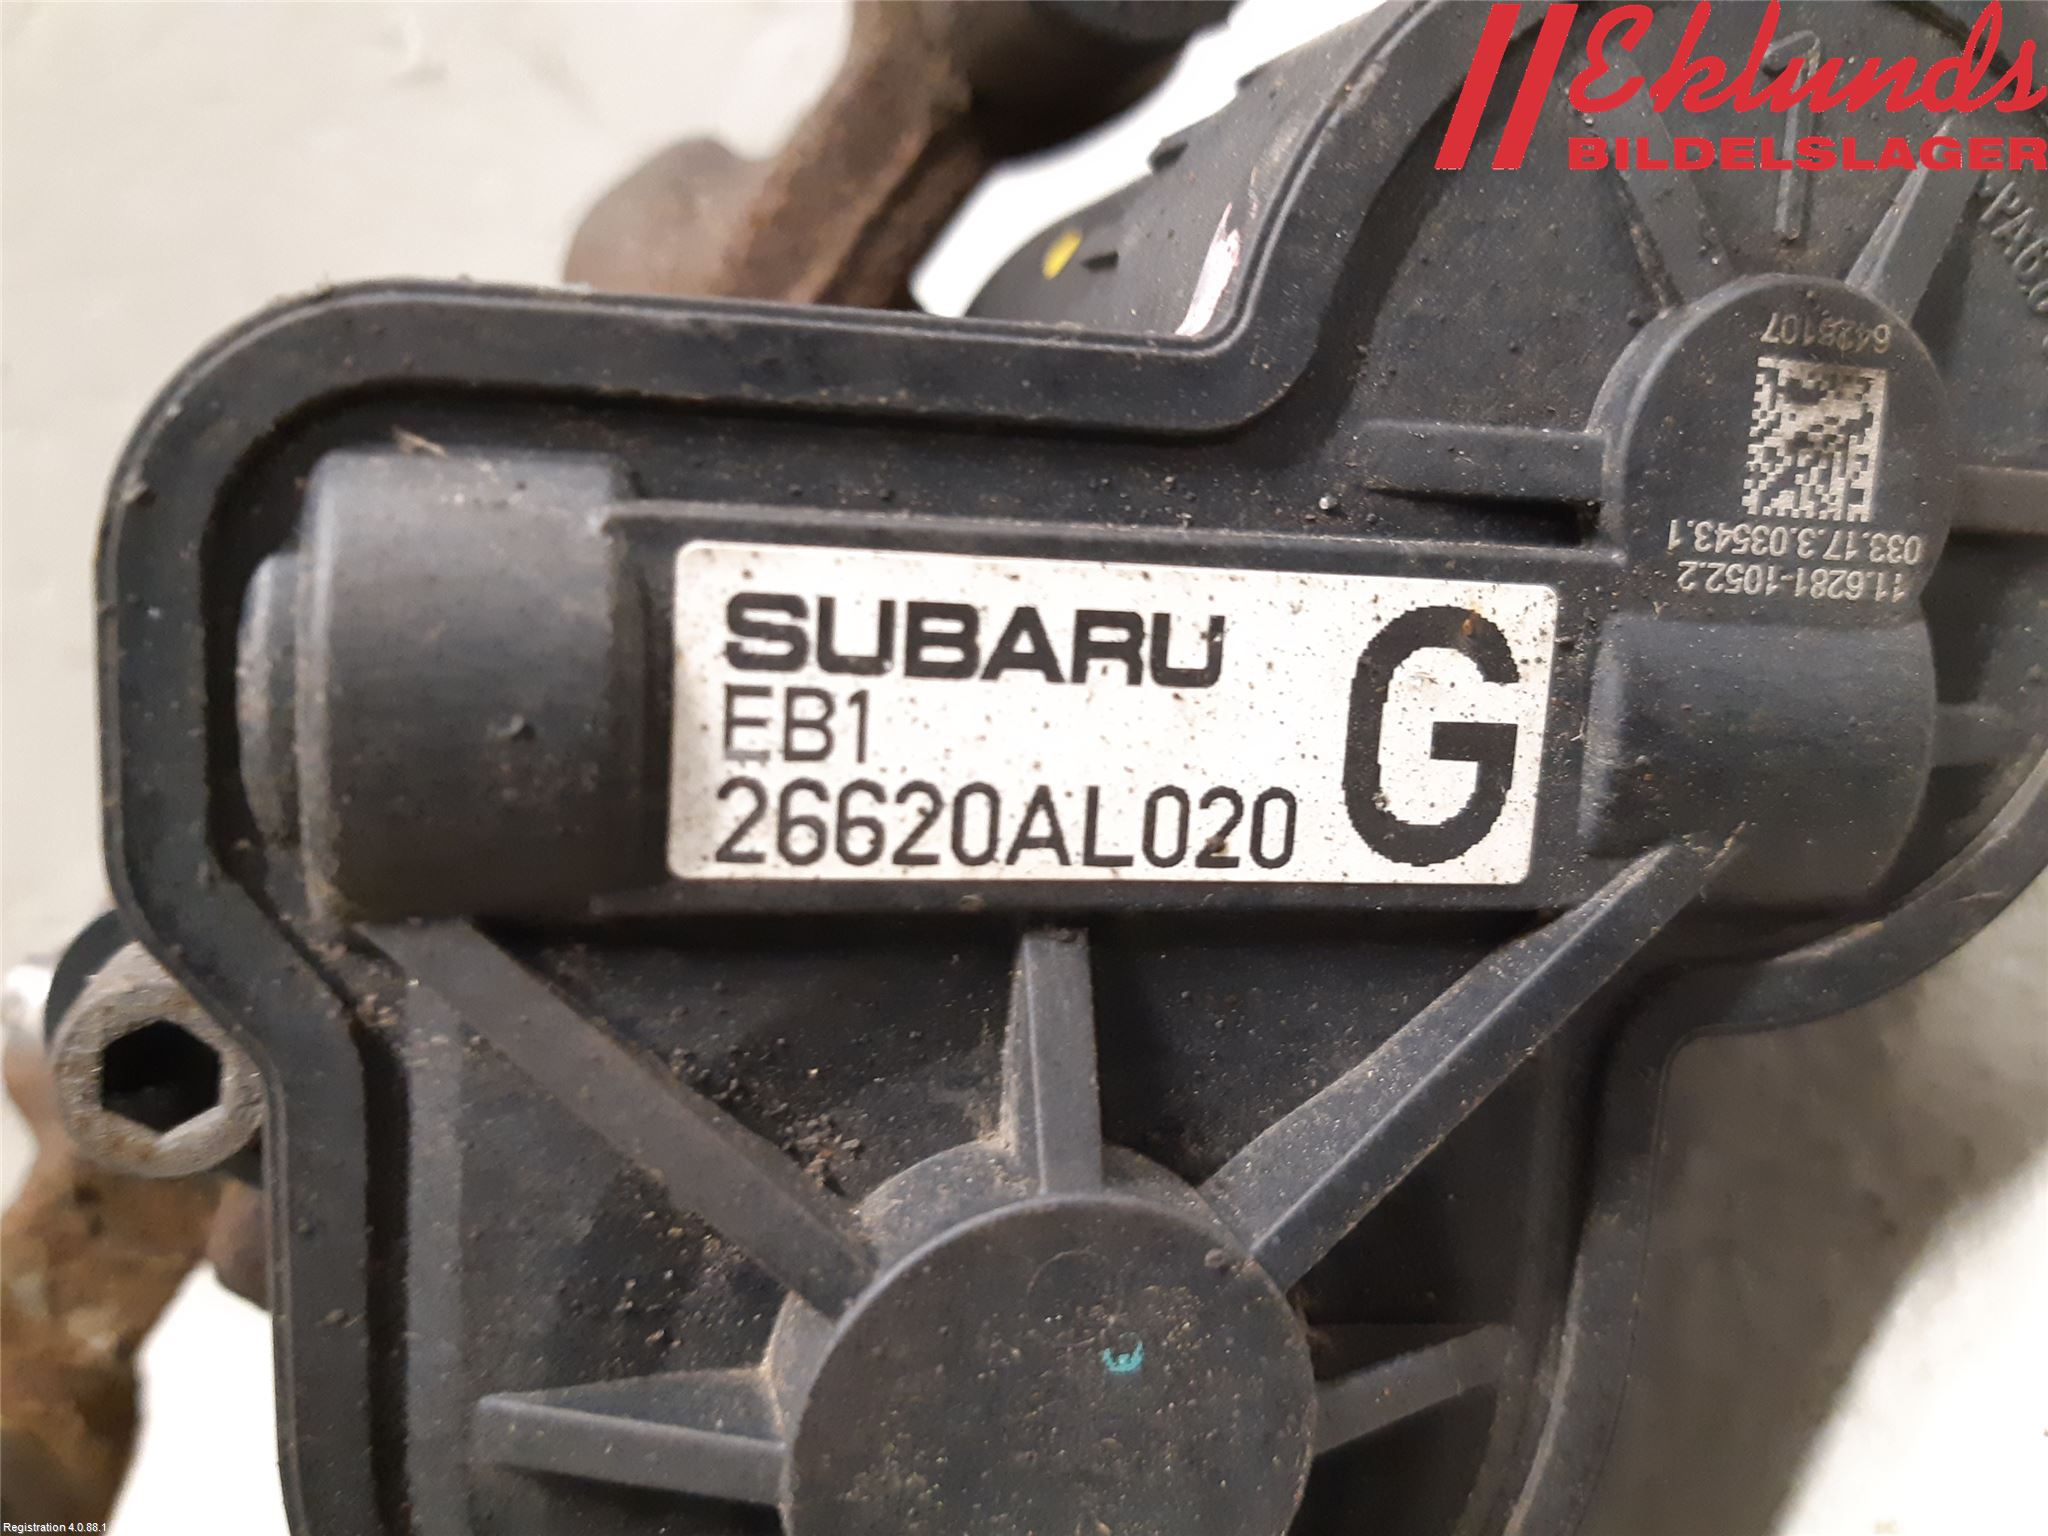 Eklunds
BILDELSLAGER
6428107
033.17.3.03543.1
11.6281-1052.2
SUBARU
EB1
26620AL020
G
Registration 4.0.88.1